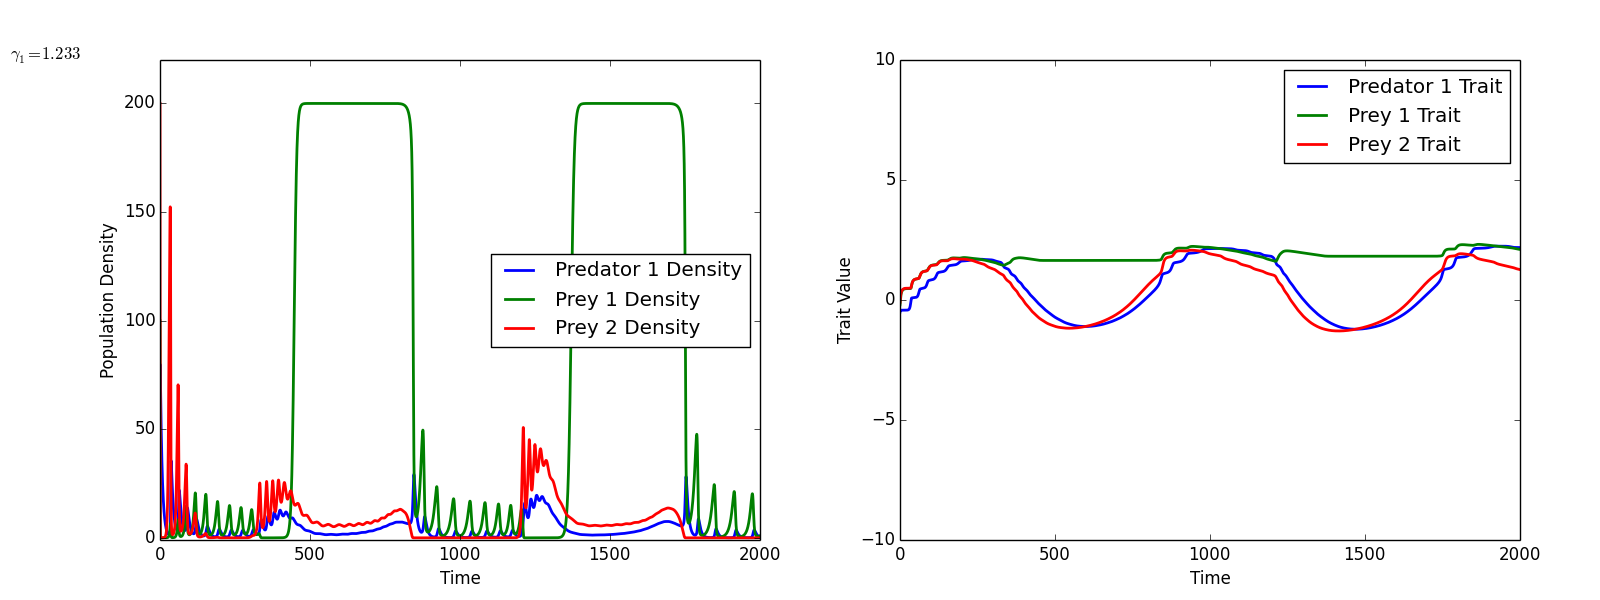 γ₁=1.233
200
150
100
50
0
Population Density
Predator 1 Density
Prey 1 Density
Prey 2 Density
0 500 1000 1500 2000
Time
10
5
0
−5
−10
Trait Value
Predator 1 Trait
Prey 1 Trait
Prey 2 Trait
0 500 1000 1500 2000
Time